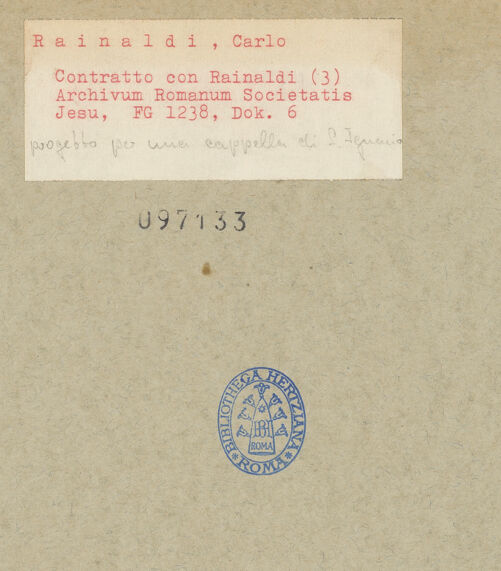 Rainaldi, Carlo
Contratto con Rainaldi (3)
Archivum Romanum Societatis
Jesu, FG 1238, Dok. 6
progetto per una cappella di S. Ignazio
097133
BIBLIOTHECA HERTZIANA
BH
ROMA
ROMA